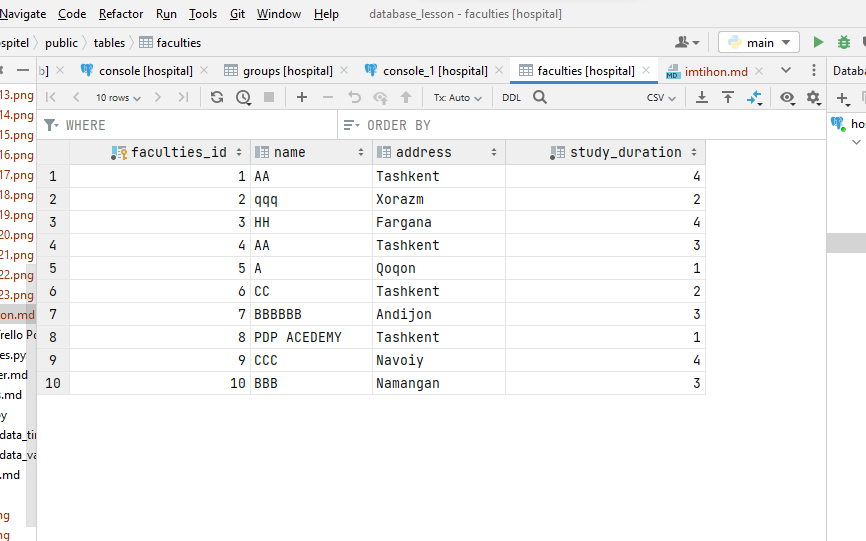 Navigate Code Refactor Run Tools Git Window Help database_lesson - faculties [hospital]
spitel public tables faculties main
b] console [hospital] groups [hospital] console_1 [hospital] faculties [hospital] imtihon.md Databa
10 rows Tx: Auto DDL CSV
WHERE ORDER BY
hos
faculties_id name address study_duration
1 1 AA Tashkent 4
2 2 qqq Xorazm 2
3 3 HH Fargana 4
4 4 AA Tashkent 3
5 5 A Qoqon 1
6 6 CC Tashkent 2
7 7 BBBBBB Andijon 3
8 8 PDP ACEDEMY Tashkent 1
9 9 CCC Navoiy 4
10 10 BBB Namangan 3
13.png
14.png
15.png
16.png
17.png
18.png
19.png
20.png
21.png
22.png
23.png
on.md
rello Po
es.py
er.md
s.md
py
data_tin
data_va
.md
ng
ng